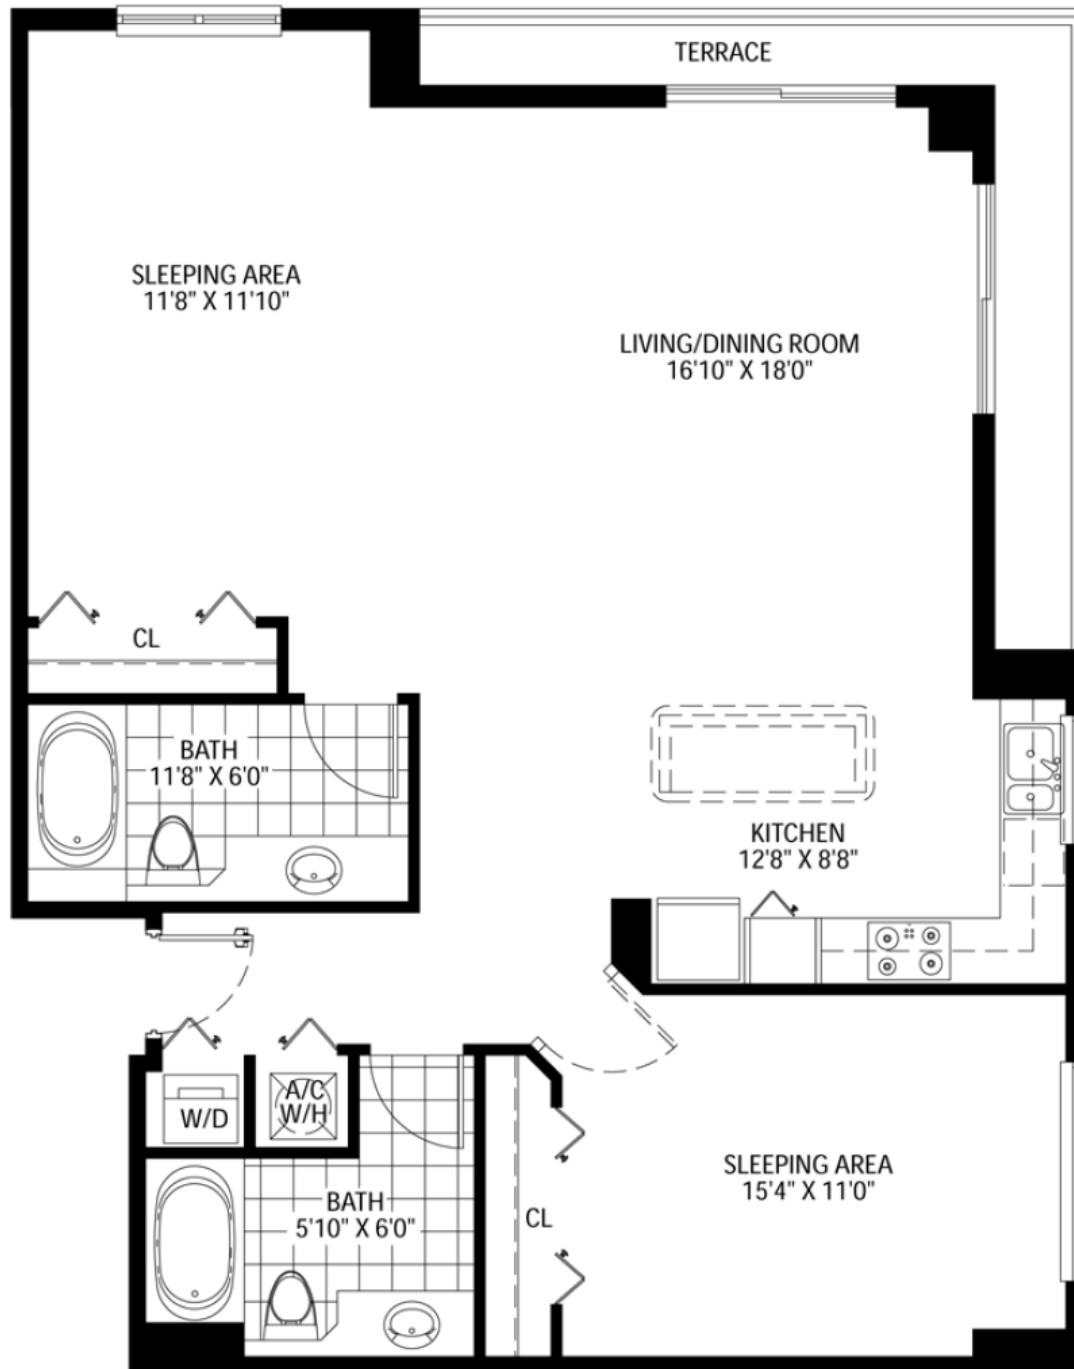 TERRACE
SLEEPING AREA
11'8" X 11'10"
LIVING/DINING ROOM
16'10" X 18'0"
CL
BATH
11'8" X 6'0"
KITCHEN
12'8" X 8'8"
A/C
W/H
W/D
SLEEPING AREA
15'4" X 11'0"
BATH
5'10" X 6'0"
CL